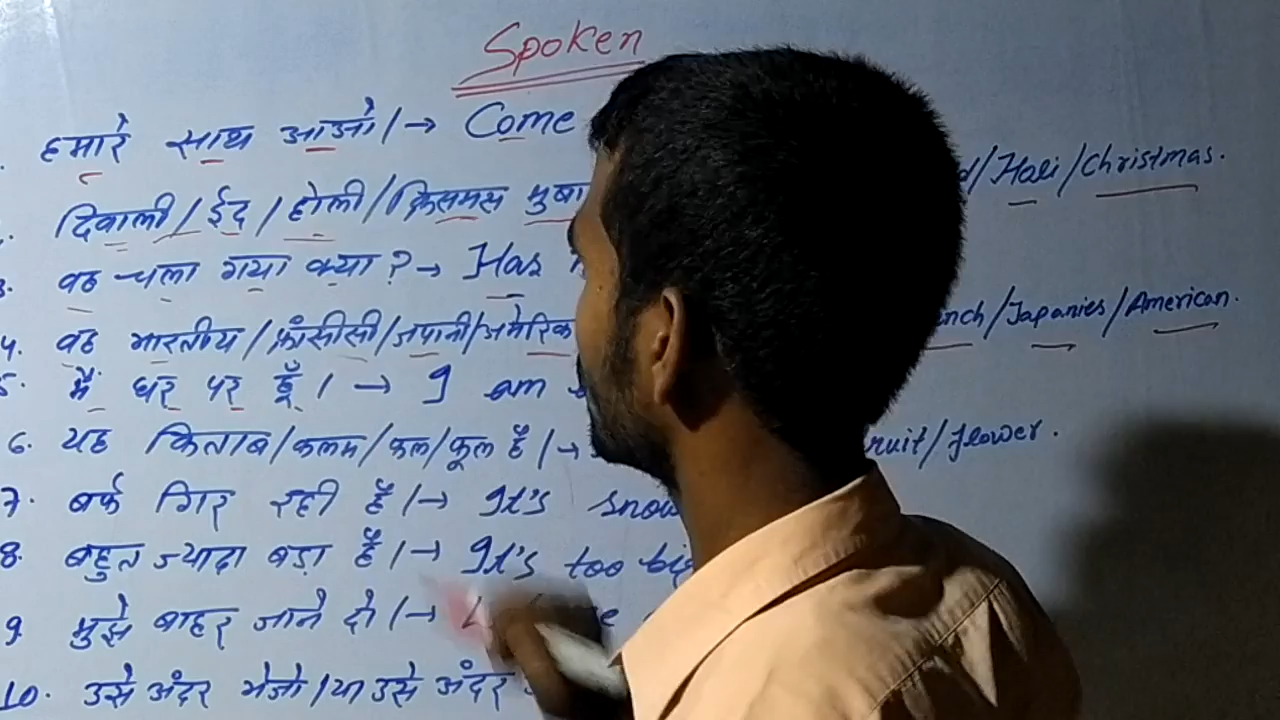 Spoken
हमारे साथ आओ।→ Come
दिवाली/ईद/होली/क्रिसमस मुबा /Holi/Christmas.
3. वह चला गया क्या?→ Has
4. वह भारतीय/फ्रांसीसी/जपानी/अमेरिक nch/Japanies/American.
5. मैं घर पर हूँ। → I am
6. यह किताब/कलम/फल/फूल है।→ ruit/flower.
7. बर्फ गिर रही है।→ It's snow
8. बहुत ज्यादा बड़ा है।→ It's too big
9. मुझे बाहर जाने दो।→
10. उसे अंदर भेजो।या उसे अंदर